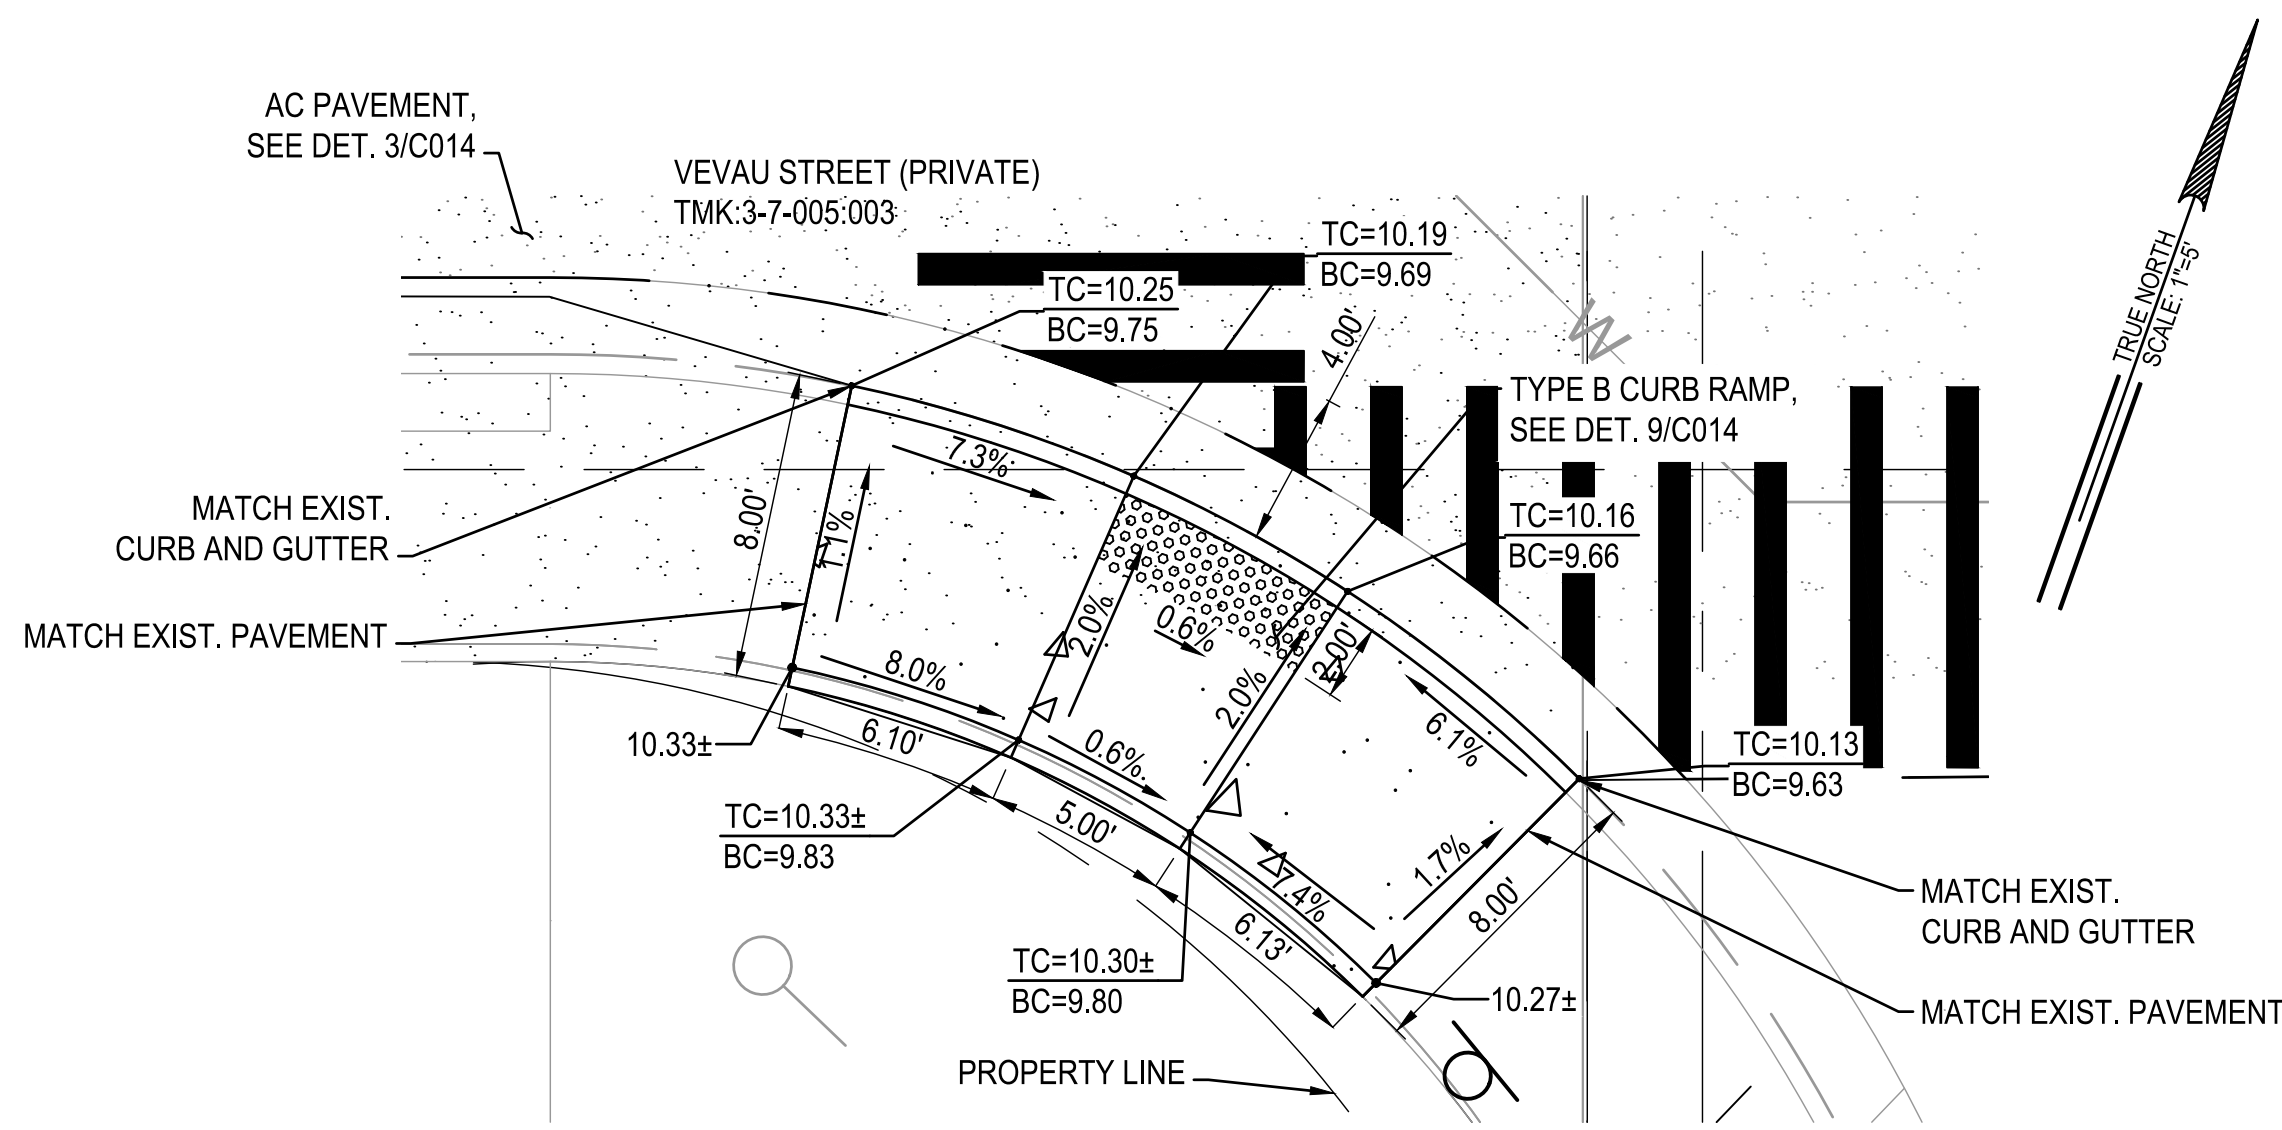 AC PAVEMENT,
SEE DET. 3/C014
VEVAU STREET (PRIVATE)
TMK:3-7-005:003
TC=10.19
BC=9.69
TC=10.25
BC=9.75
4.00'
W
TRUE NORTH
SCALE: 1"=5'
TYPE B CURB RAMP,
SEE DET. 9/C014
7.3%
MATCH EXIST.
CURB AND GUTTER
8.00'
1.1%
TC=10.16
BC=9.66
MATCH EXIST. PAVEMENT
2.0%
0.6%
2.00'
8.0%
2.0%
6.10'
10.33±
0.6%
6.1%
TC=10.13
BC=9.63
TC=10.33±
BC=9.83
5.00'
1.7%
7.4%
8.00'
MATCH EXIST.
CURB AND GUTTER
6.13'
TC=10.30±
BC=9.80
10.27±
MATCH EXIST. PAVEMENT
PROPERTY LINE